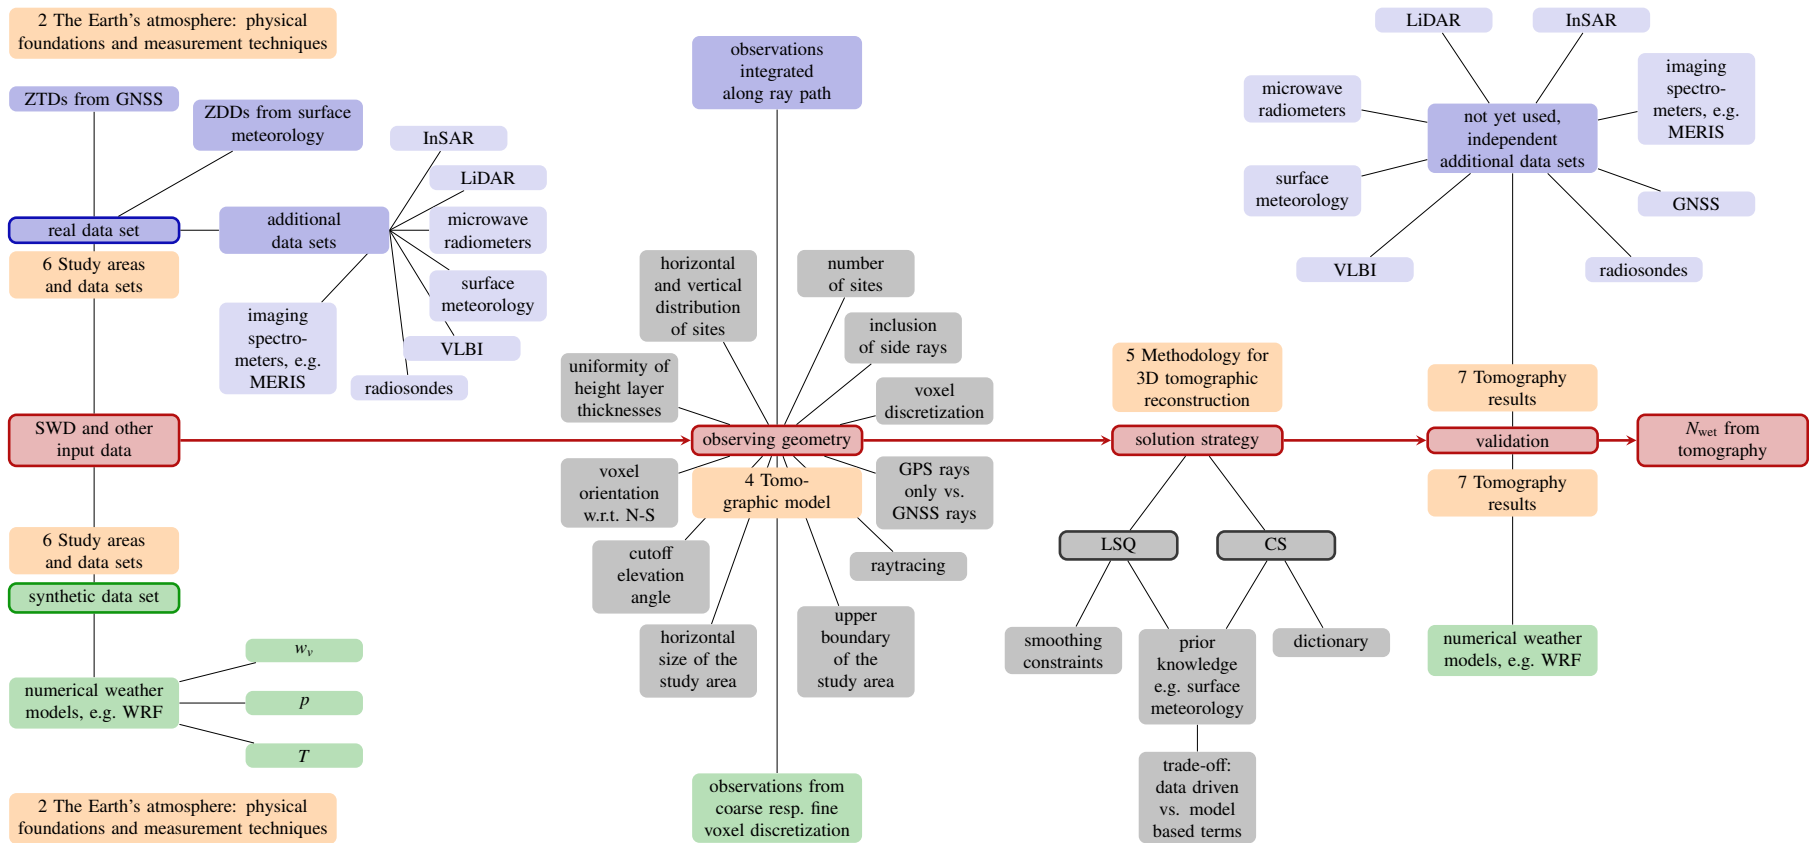 2 The Earth's atmosphere: physical
foundations and measurement techniques
ZTDs from GNSS
ZDDs from surface
meteorology
real data set
additional
data sets
InSAR
LiDAR
microwave
radiometers
surface
meteorology
VLBI
radiosondes
imaging
spectro-
meters, e.g.
MERIS
6 Study areas
and data sets
SWD and other
input data
6 Study areas
and data sets
synthetic data set
numerical weather
models, e.g. WRF
w_v
p
T
2 The Earth's atmosphere: physical
foundations and measurement techniques
observations
integrated
along ray path
horizontal
and vertical
distribution
of sites
number
of sites
inclusion
of side rays
uniformity of
height layer
thicknesses
voxel
discretization
observing geometry
voxel
orientation
w.r.t. N-S
4 Tomo-
graphic model
GPS rays
only vs.
GNSS rays
cutoff
elevation
angle
raytracing
horizontal
size of the
study area
upper
boundary
of the
study area
observations from
coarse resp. fine
voxel discretization
5 Methodology for
3D tomographic
reconstruction
solution strategy
LSQ
CS
smoothing
constraints
prior
knowledge
e.g. surface
meteorology
dictionary
trade-off:
data driven
vs. model
based terms
LiDAR
InSAR
microwave
radiometers
imaging
spectro-
meters, e.g.
MERIS
not yet used,
independent
additional data sets
surface
meteorology
GNSS
VLBI
radiosondes
7 Tomography
results
validation
7 Tomography
results
numerical weather
models, e.g. WRF
N_wet from
tomography